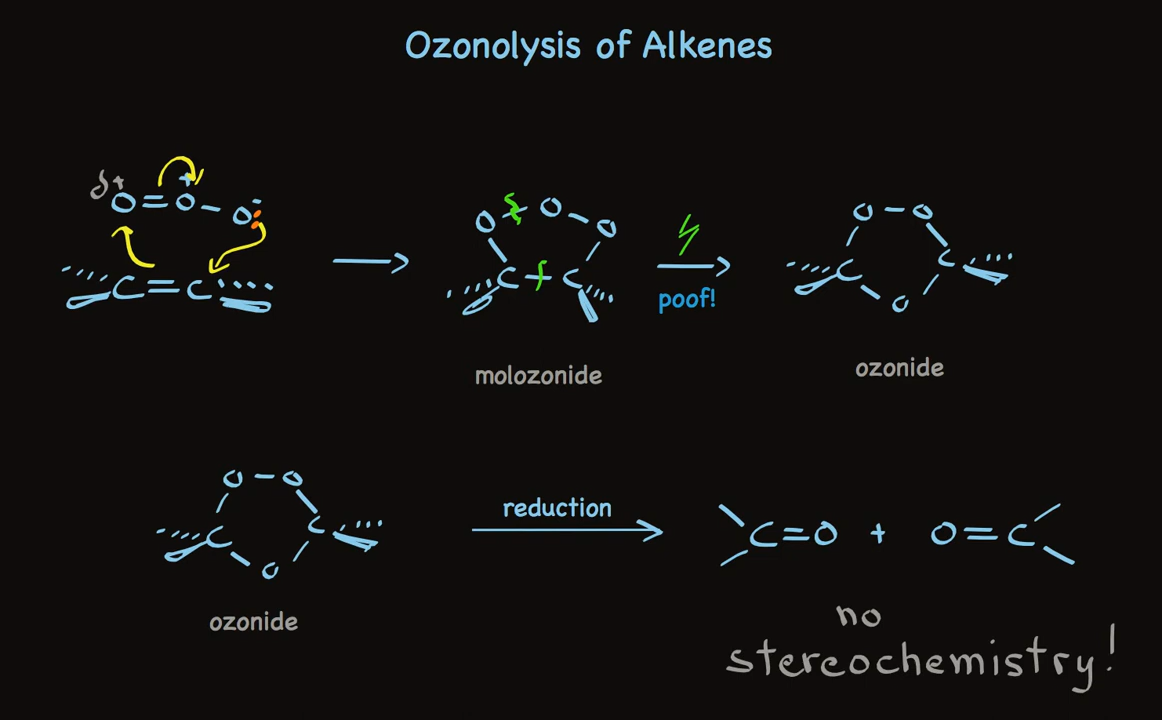 Ozonolysis of Alkenes
δ+
O = O+ – O:
C = C
O O O
C C
poof!
O – O
C C
O
molozonide
ozonide
O – O
C C
O
reduction
C=O + O=C
ozonide
no
stereochemistry!